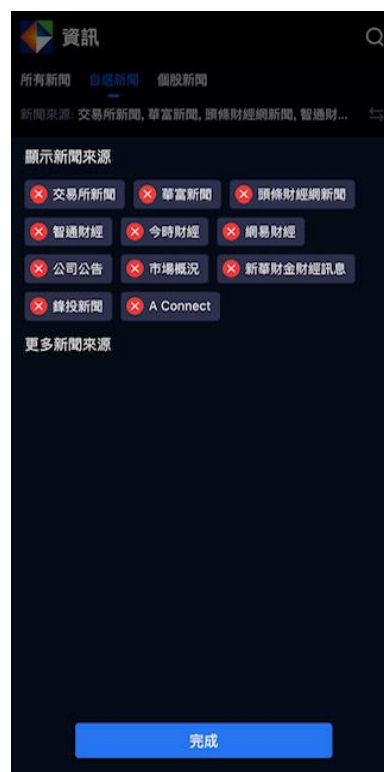 資訊
所有新聞 自選新聞 個股新聞
新聞來源: 交易所新聞, 華富新聞, 頭條財經網新聞, 智通財...
顯示新聞來源
交易所新聞 華富新聞 頭條財經網新聞
智通財經 今時財經 網易財經
公司公告 市場概況 新華財金財經訊息
鋒投新聞 A Connect
更多新聞來源
完成